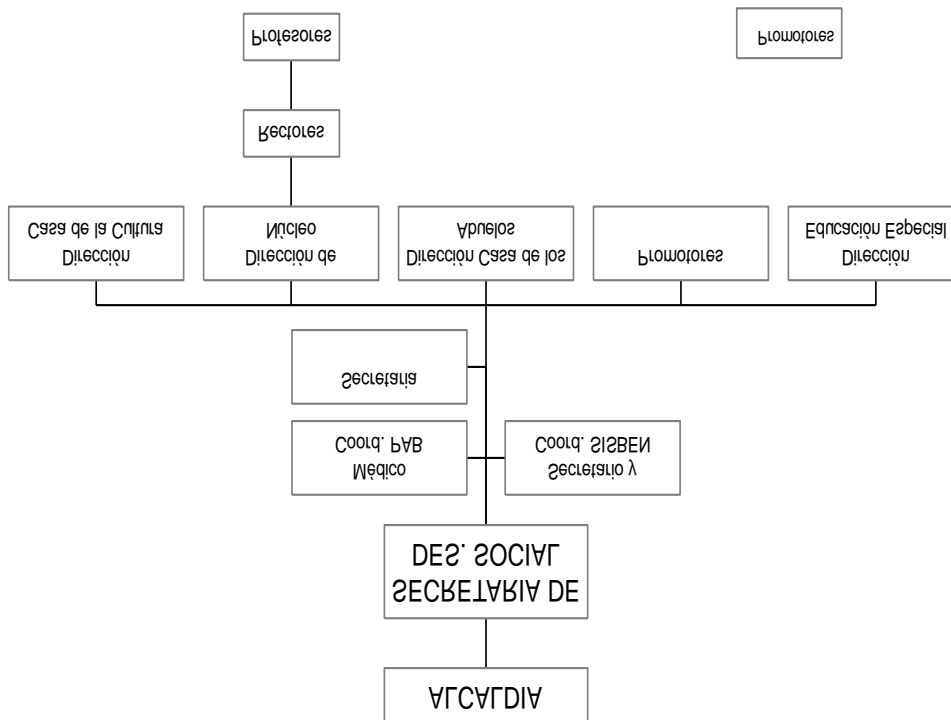 ALCALDIA
SECRETARIA DE
DES. SOCIAL
Médico
Coord. PAB
Secretario y
Coord. SISBEN
Secretaria
Dirección
Casa de la Cultura
Dirección de
Núcleo
Dirección Casa de los
Abuelos
Promotores
Dirección
Educación Especial
Rectores
Profesores
Promotores